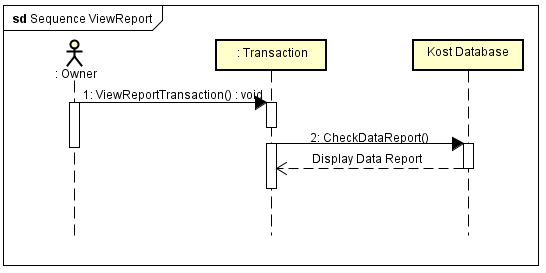 sd Sequence ViewReport
: Owner
: Transaction
Kost Database
1: ViewReportTransaction() : void
2: CheckDataReport()
Display Data Report